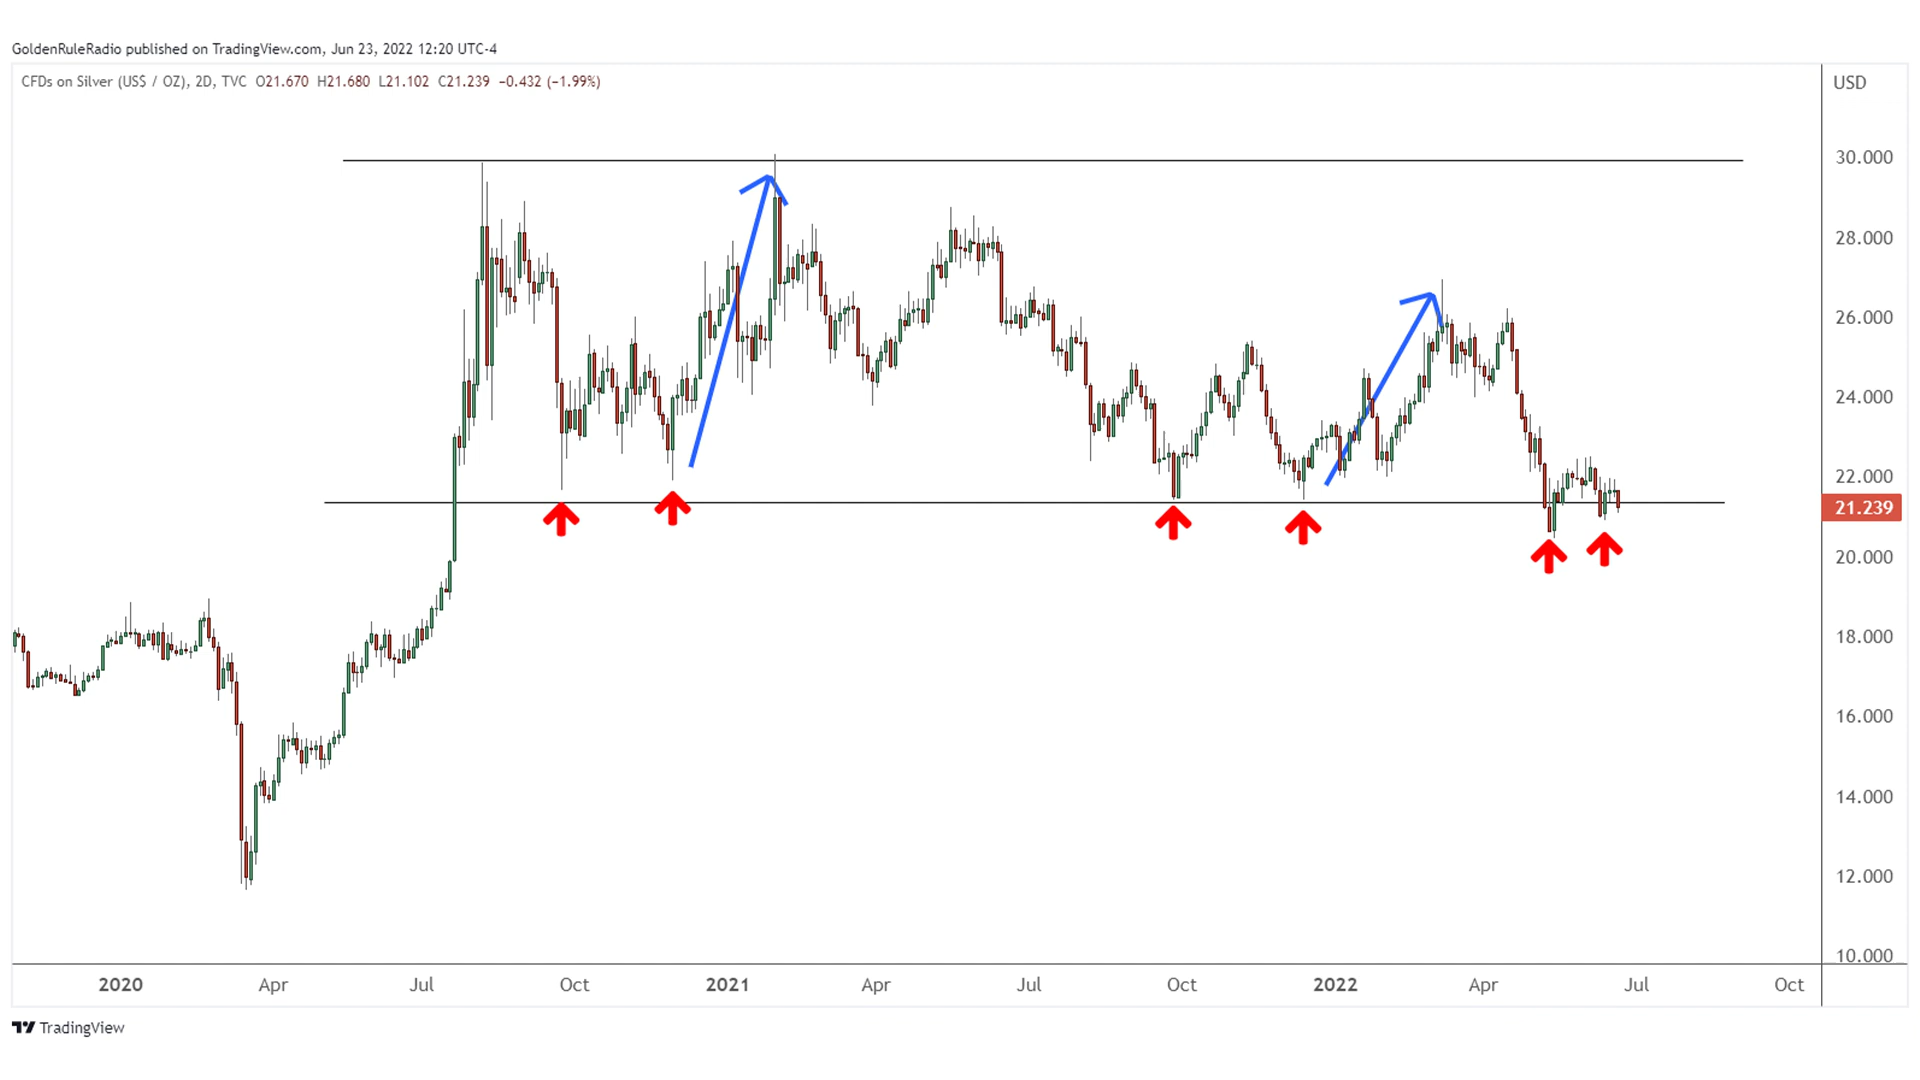 GoldenRuleRadio published on TradingView.com, Jun 23, 2022 12:20 UTC-4
CFDs on Silver (US$ / OZ), 2D, TVC O21.670 H21.680 L21.102 C21.239 −0.432 (−1.99%)
USD
30.000
28.000
26.000
24.000
22.000
21.239
20.000
18.000
16.000
14.000
12.000
10.000
2020 Apr Jul Oct 2021 Apr Jul Oct 2022 Apr Jul Oct
TradingView